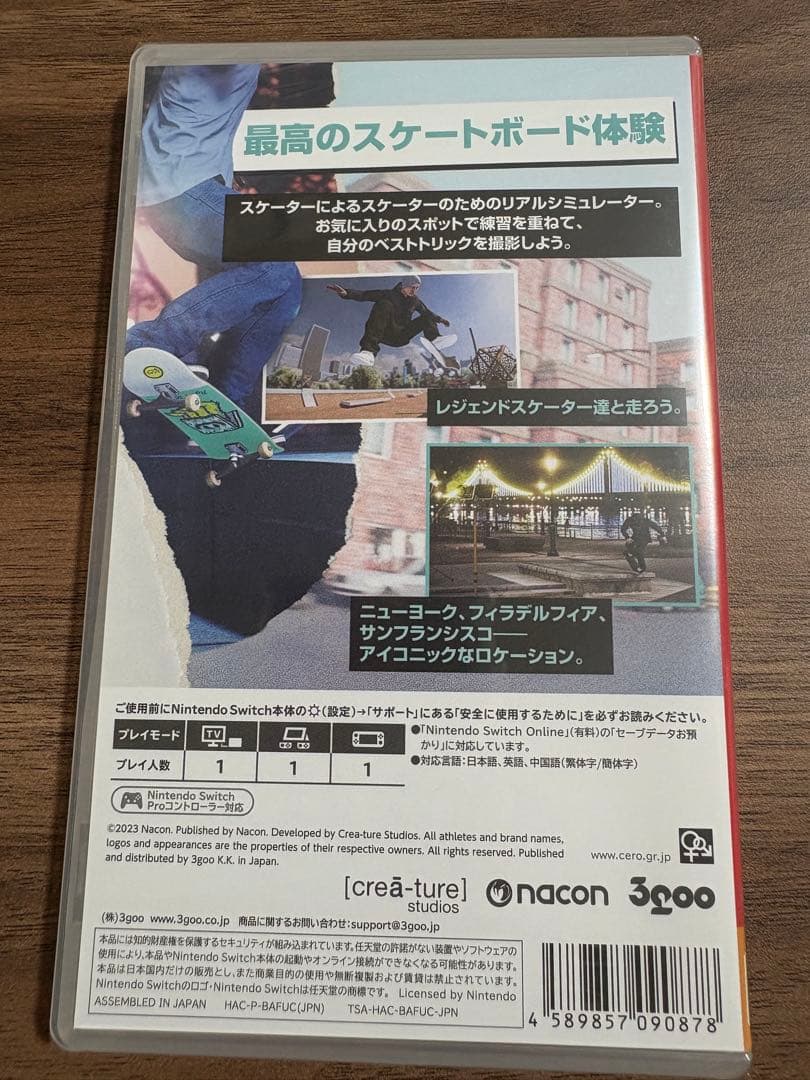 最高のスケートボード体験
スケーターによるスケーターのためのリアルシミュレーター。
お気に入りのスポットで練習を重ねて、
自分のベストトリックを撮影しよう。
レジェンドスケーター達と走ろう。
ニューヨーク、フィラデルフィア、
サンフランシスコ──
アイコニックなロケーション。
ご使用前にNintendo Switch本体の(設定)→「サポート」にある「安全に使用するために」を必ずお読みください。
プレイモード TV
プレイ人数 1 1 1
●「Nintendo Switch Online」(有料)の「セーブデータお預
かり」に対応しています。
●対応言語:日本語、英語、中国語(繁体字/簡体字)
Nintendo Switch
Proコントローラー対応
©2023 Nacon. Published by Nacon. Developed by Crea-ture Studios. All athletes and brand names,
logos and appearances are the properties of their respective owners. All rights reserved. Published
and distributed by 3goo K.K. in Japan.
www.cero.gr.jp
[creā-ture]
studios
nacon
3goo
(株)3goo www.3goo.co.jp 商品に関するお問い合わせ:support@3goo.jp
本品には知的財産権を保護するセキュリティが組み込まれています。任天堂の許諾がない装置やソフトウェアの
使用により、本品やNintendo Switch本体の起動やオンライン接続ができなくなる可能性があります。
本品は日本国内だけの販売とし、また商業目的の使用や無断複製および賃貸は禁止されています。
Nintendo Switchのロゴ・Nintendo Switchは任天堂の商標です。 Licensed by Nintendo
ASSEMBLED IN JAPAN HAC-P-BAFUC(JPN) TSA-HAC-BAFUC-JPN
4 589857 090878